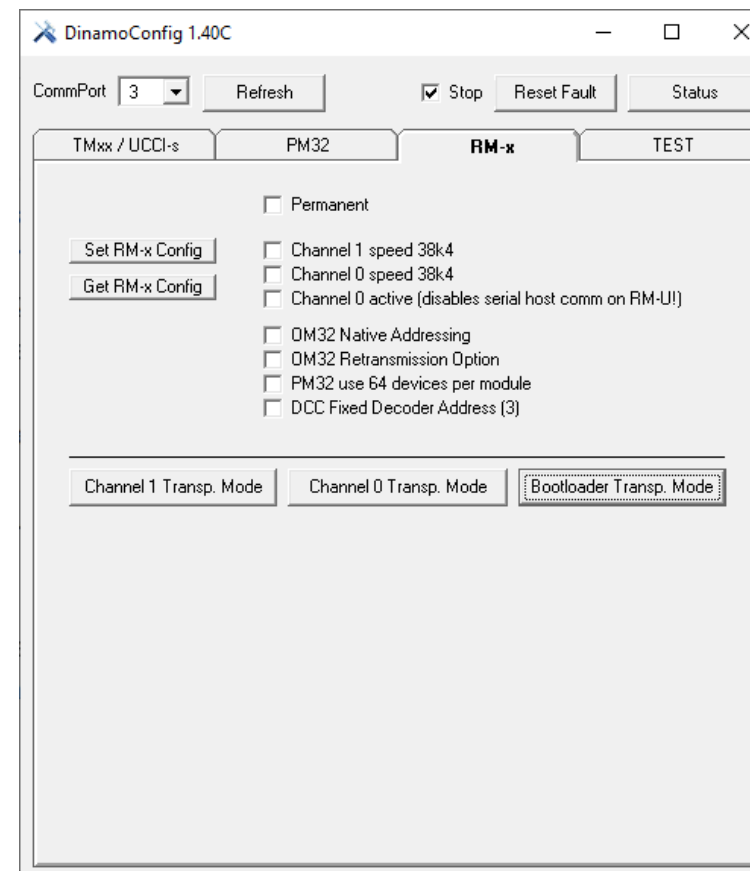 DinamoConfig 1.40C
CommPort 3 Refresh Stop Reset Fault Status
TMxx / UCCI-s PM32 RM-x TEST
Permanent
Set RM-x Config Channel 1 speed 38k4
Channel 0 speed 38k4
Get RM-x Config Channel 0 active (disables serial host comm on RM-U!)
OM32 Native Addressing
OM32 Retransmission Option
PM32 use 64 devices per module
DCC Fixed Decoder Address (3)
Channel 1 Transp. Mode Channel 0 Transp. Mode Bootloader Transp. Mode